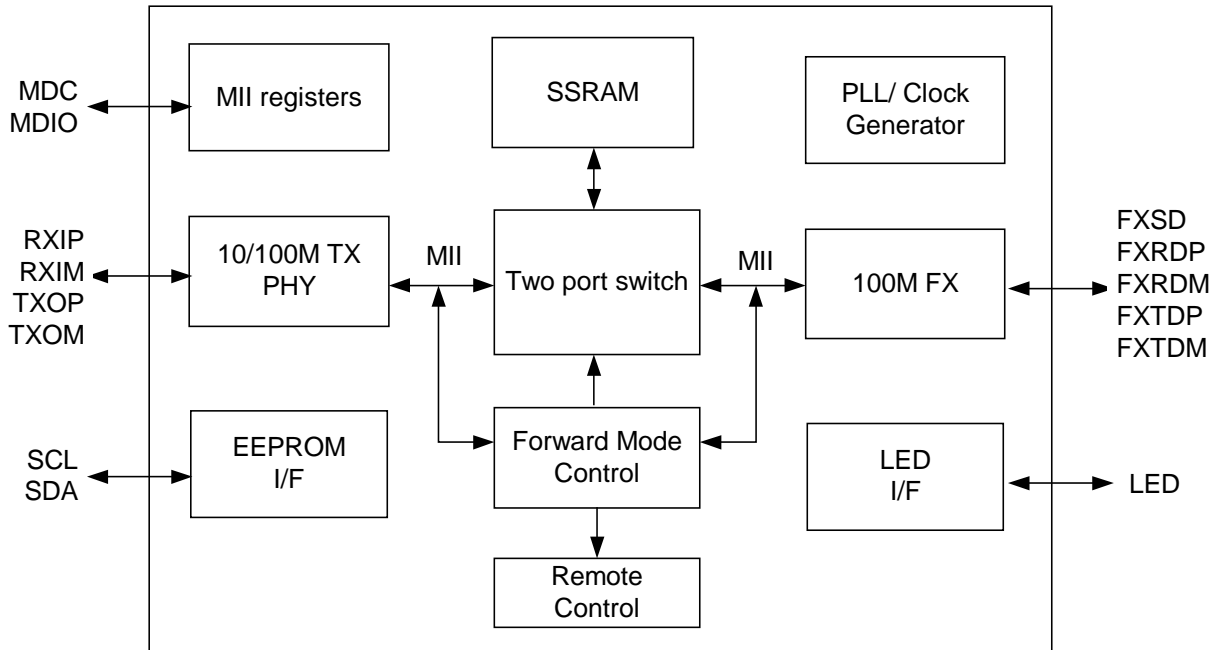 MDC
MDIO
MII registers
SSRAM
PLL/ Clock
Generator
RXIP
RXIM
TXOP
TXOM
10/100M TX
PHY
MII
Two port switch
MII
100M FX
FXSD
FXRDP
FXRDM
FXTDP
FXTDM
SCL
SDA
EEPROM
I/F
Forward Mode
Control
LED
I/F
LED
Remote
Control